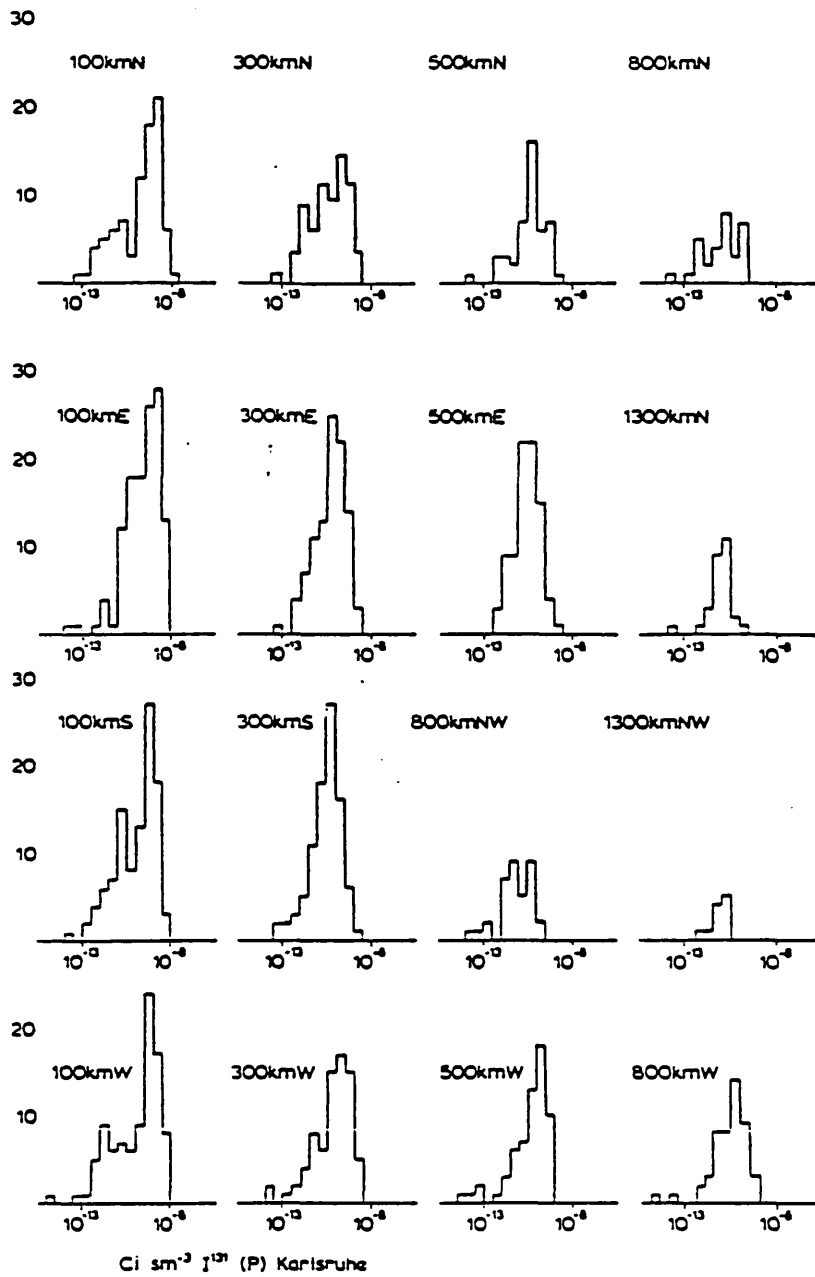 30
100kmN 300kmN 500kmN 800kmN
20
10
10⁻¹³ 10⁻⁸ 10⁻¹³ 10⁻⁸ 10⁻¹³ 10⁻⁸ 10⁻¹³ 10⁻⁸
30
100kmE 300kmE 500kmE 1300kmN
20
10
10⁻¹³ 10⁻⁸ 10⁻¹³ 10⁻⁸ 10⁻¹³ 10⁻⁸ 10⁻¹³ 10⁻⁸
30
100kmS 300kmS 800kmNW 1300kmNW
20
10
10⁻¹³ 10⁻⁸ 10⁻¹³ 10⁻⁸ 10⁻¹³ 10⁻⁸ 10⁻¹³ 10⁻⁸
20
100kmW 300kmW 500kmW 800kmW
10
10⁻¹³ 10⁻⁸ 10⁻¹³ 10⁻⁸ 10⁻¹³ 10⁻⁸ 10⁻¹³ 10⁻⁸
Ci sm⁻³ I¹³¹ (P) Karlsruhe